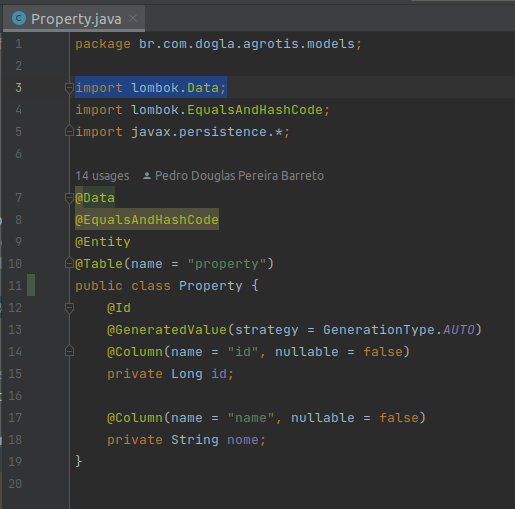 Property.java
1 package br.com.dogla.agrotis.models;
2
3 import lombok.Data;
4 import lombok.EqualsAndHashCode;
5 import javax.persistence.*;
6
14 usages Pedro Douglas Pereira Barreto
7 @Data
8 @EqualsAndHashCode
9 @Entity
10 @Table(name = "property")
11 public class Property {
12 @Id
13 @GeneratedValue(strategy = GenerationType.AUTO)
14 @Column(name = "id", nullable = false)
15 private Long id;
16
17 @Column(name = "name", nullable = false)
18 private String nome;
19 }
20